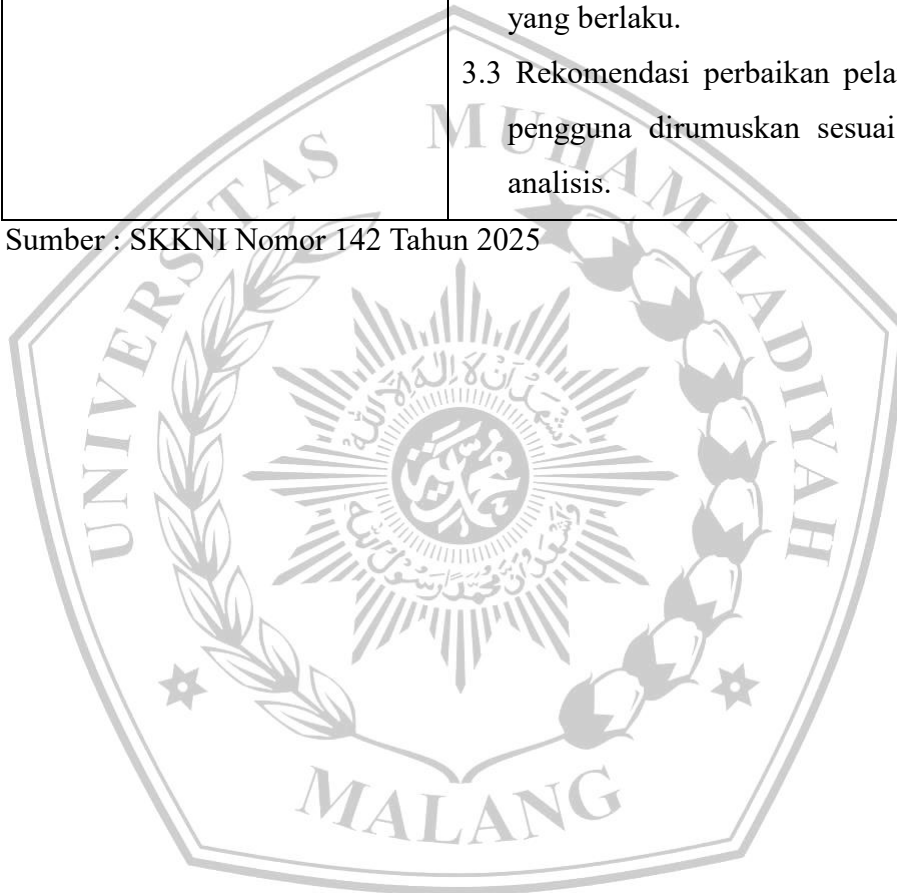 yang berlaku.
3.3 Rekomendasi perbaikan pela
pengguna dirumuskan sesuai
analisis.
Sumber : SKKNI Nomor 142 Tahun 2025
UNIVERSITAS MUHAMMADIYAH
MALANG